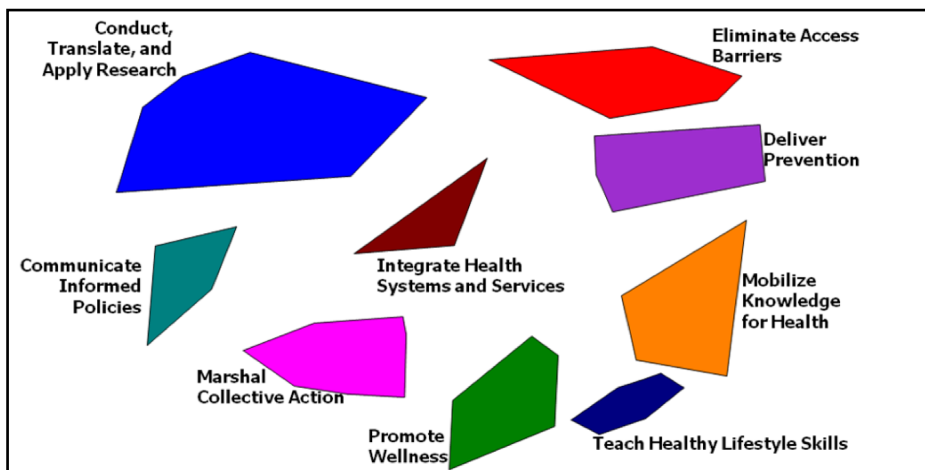 Conduct,
Translate, and
Apply Research
Eliminate Access
Barriers
Deliver
Prevention
Communicate
Informed
Policies
Integrate Health
Systems and Services
Mobilize
Knowledge
for Health
Marshal
Collective Action
Promote
Wellness
Teach Healthy Lifestyle Skills